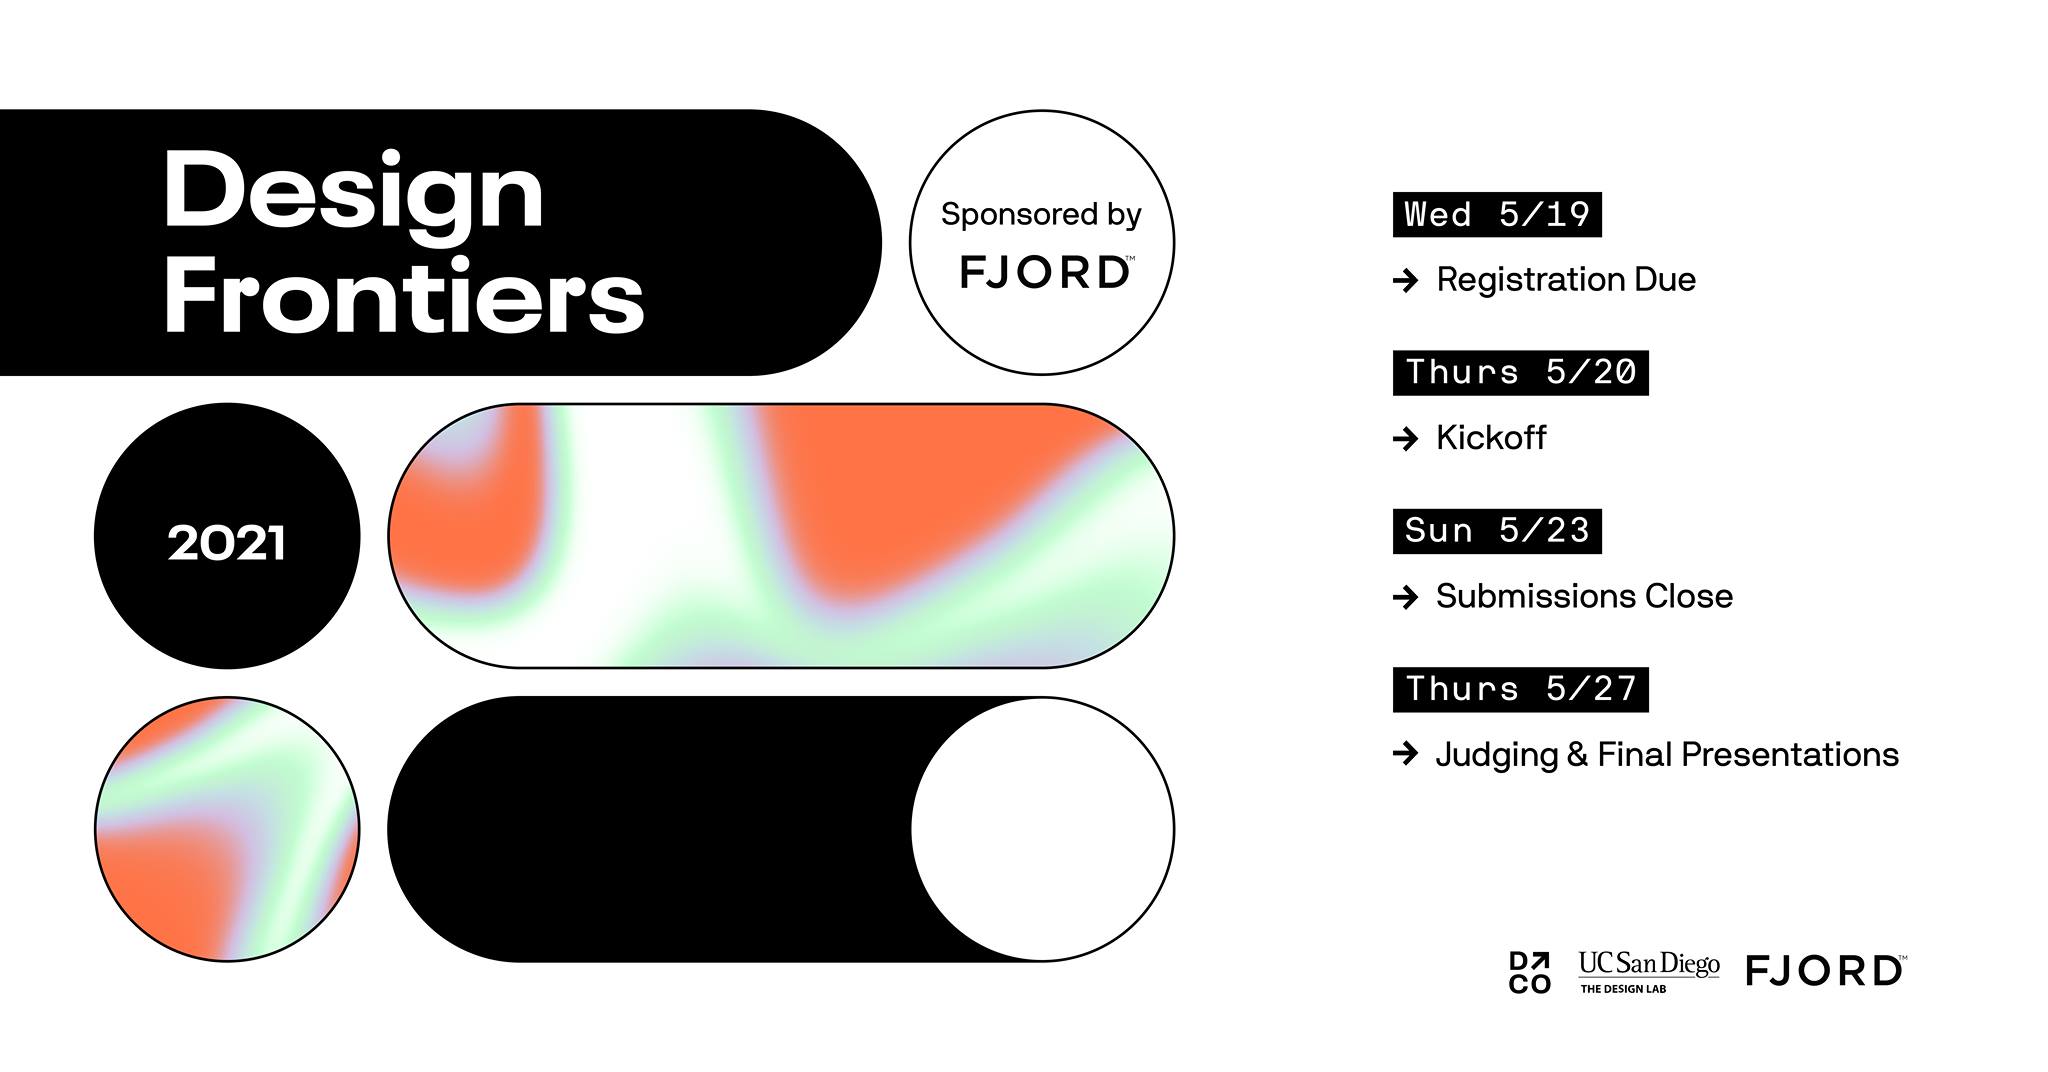 Design
Frontiers
Sponsored by
FJORD™
2021
Wed 5/19
→ Registration Due
Thurs 5/20
→ Kickoff
Sun 5/23
→ Submissions Close
Thurs 5/27
→ Judging & Final Presentations
D↗
CO
UC San Diego
THE DESIGN LAB
FJORD™